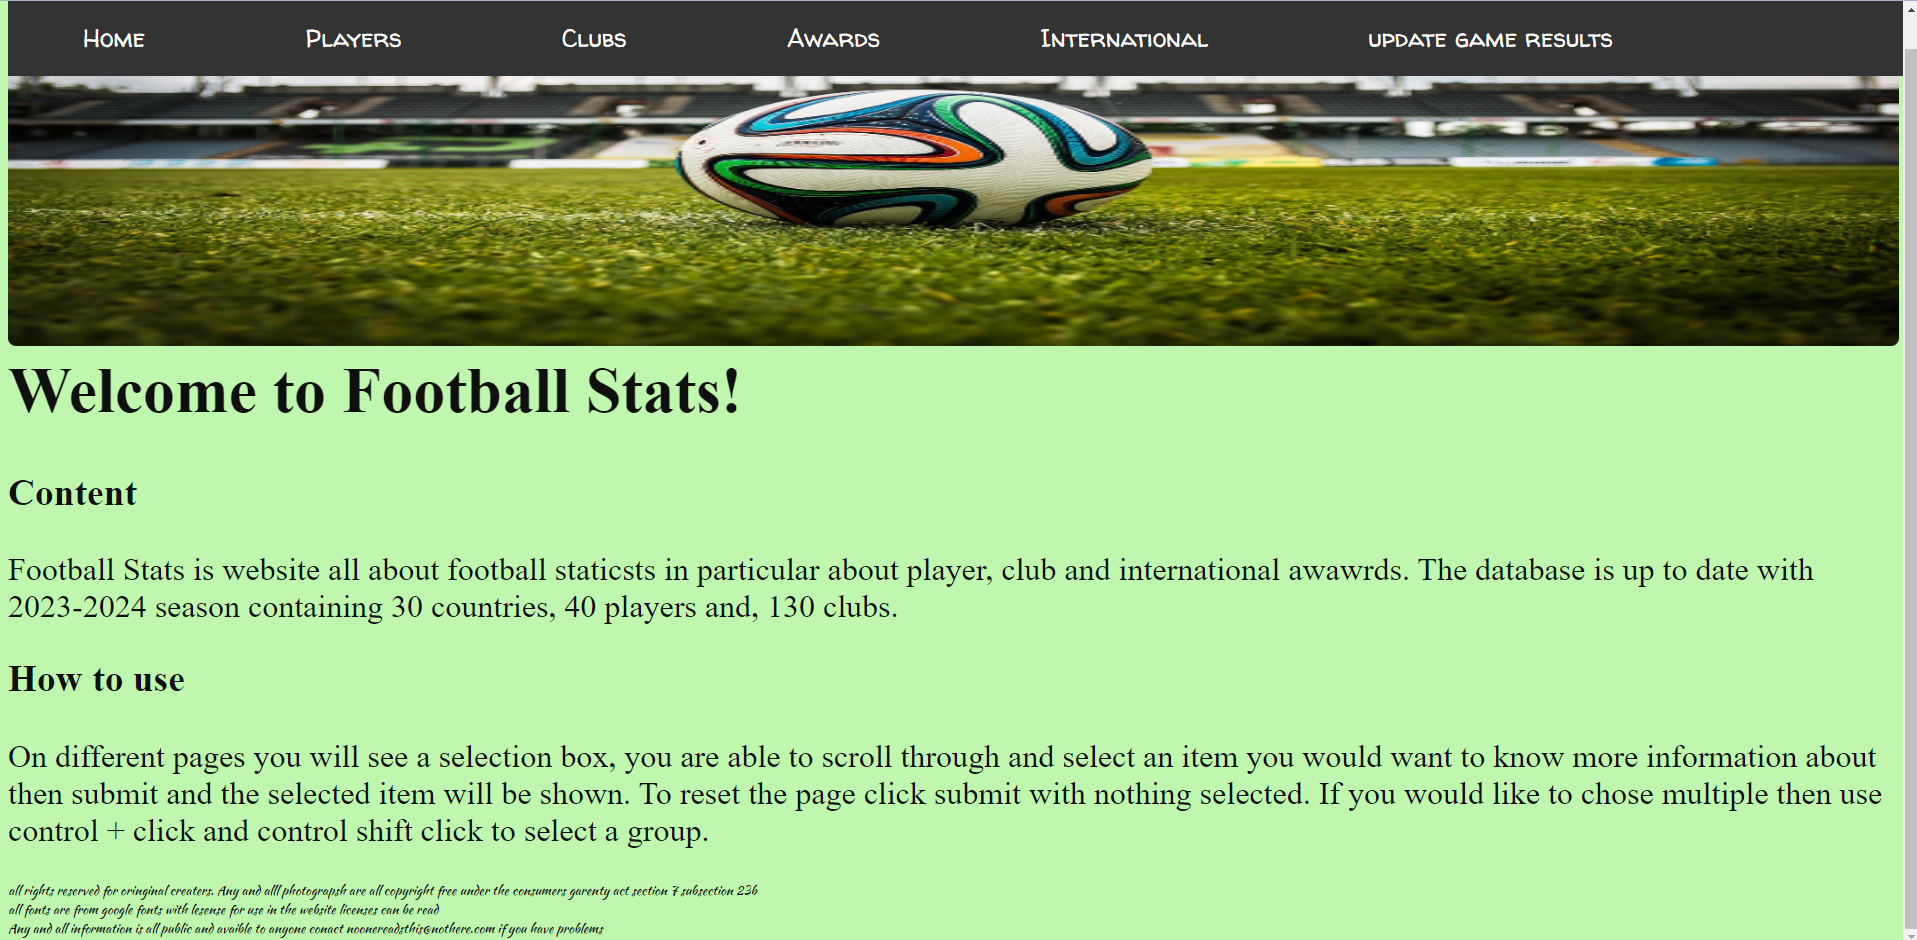 Home Players Clubs Awards International update game results
Welcome to Football Stats!
Content
Football Stats is website all about football staticsts in particular about player, club and international awawrds. The database is up to date with
2023-2024 season containing 30 countries, 40 players and, 130 clubs.
How to use
On different pages you will see a selection box, you are able to scroll through and select an item you would want to know more information about
then submit and the selected item will be shown. To reset the page click submit with nothing selected. If you would like to chose multiple then use
control + click and control shift click to select a group.
all rights reserved for oringinal creaters. Any and alll photograpsh are all copyright free under the consumers garenty act section 7 subsection 23b
all fonts are from google fonts with lesense for use in the website licenses can be read
Any and all information is all public and avaible to anyone conact noonereadsthis@nothere.com if you have problems